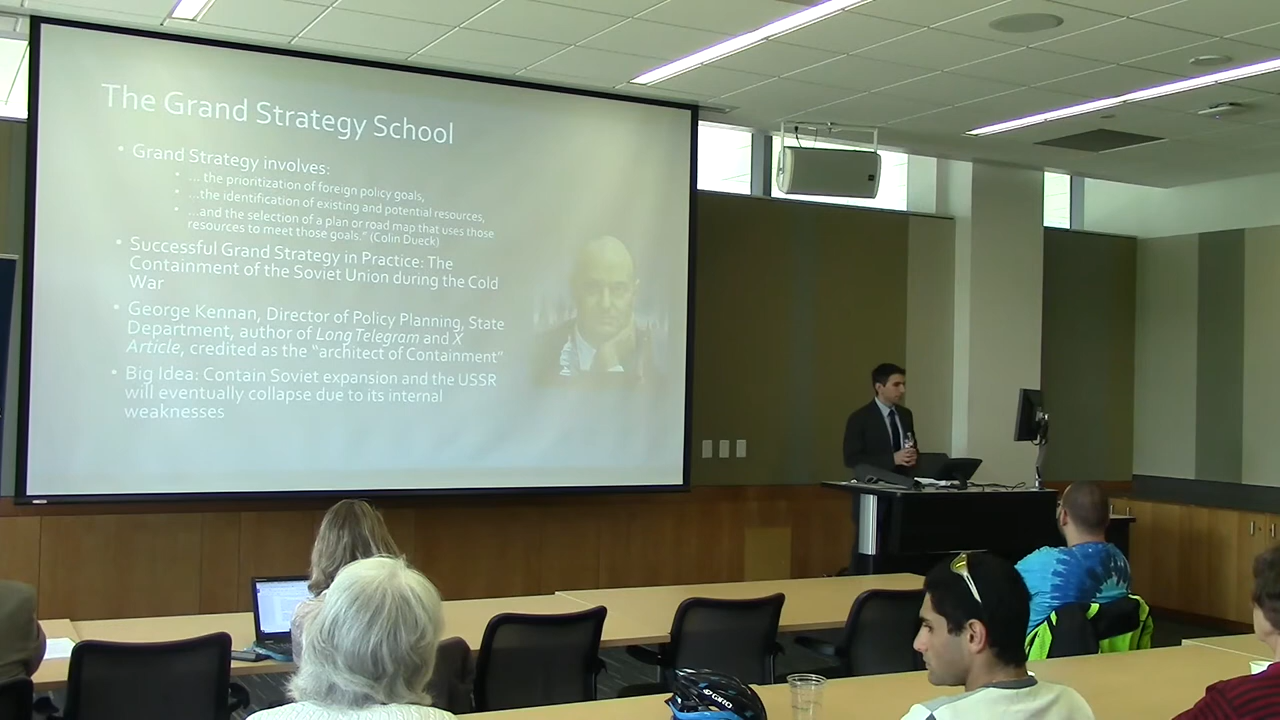 The Grand Strategy School
• Grand Strategy involves:
• ... the prioritization of foreign policy goals,
• ...the identification of existing and potential resources,
• ...and the selection of a plan or road map that uses those
resources to meet those goals." (Colin Dueck)
• Successful Grand Strategy in Practice: The
Containment of the Soviet Union during the Cold
War
• George Kennan, Director of Policy Planning, State
Department, author of Long Telegram and X
Article, credited as the "architect of Containment"
• Big Idea: Contain Soviet expansion and the USSR
will eventually collapse due to its internal
weaknesses
GIRO